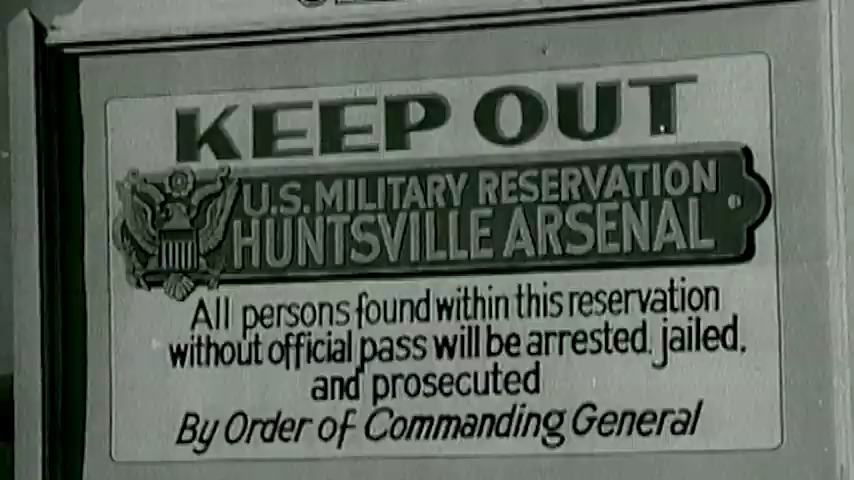 KEEP OUT
U.S. MILITARY RESERVATION
HUNTSVILLE ARSENAL
All persons found within this reservation
without official pass will be arrested, jailed,
and prosecuted
By Order of Commanding General